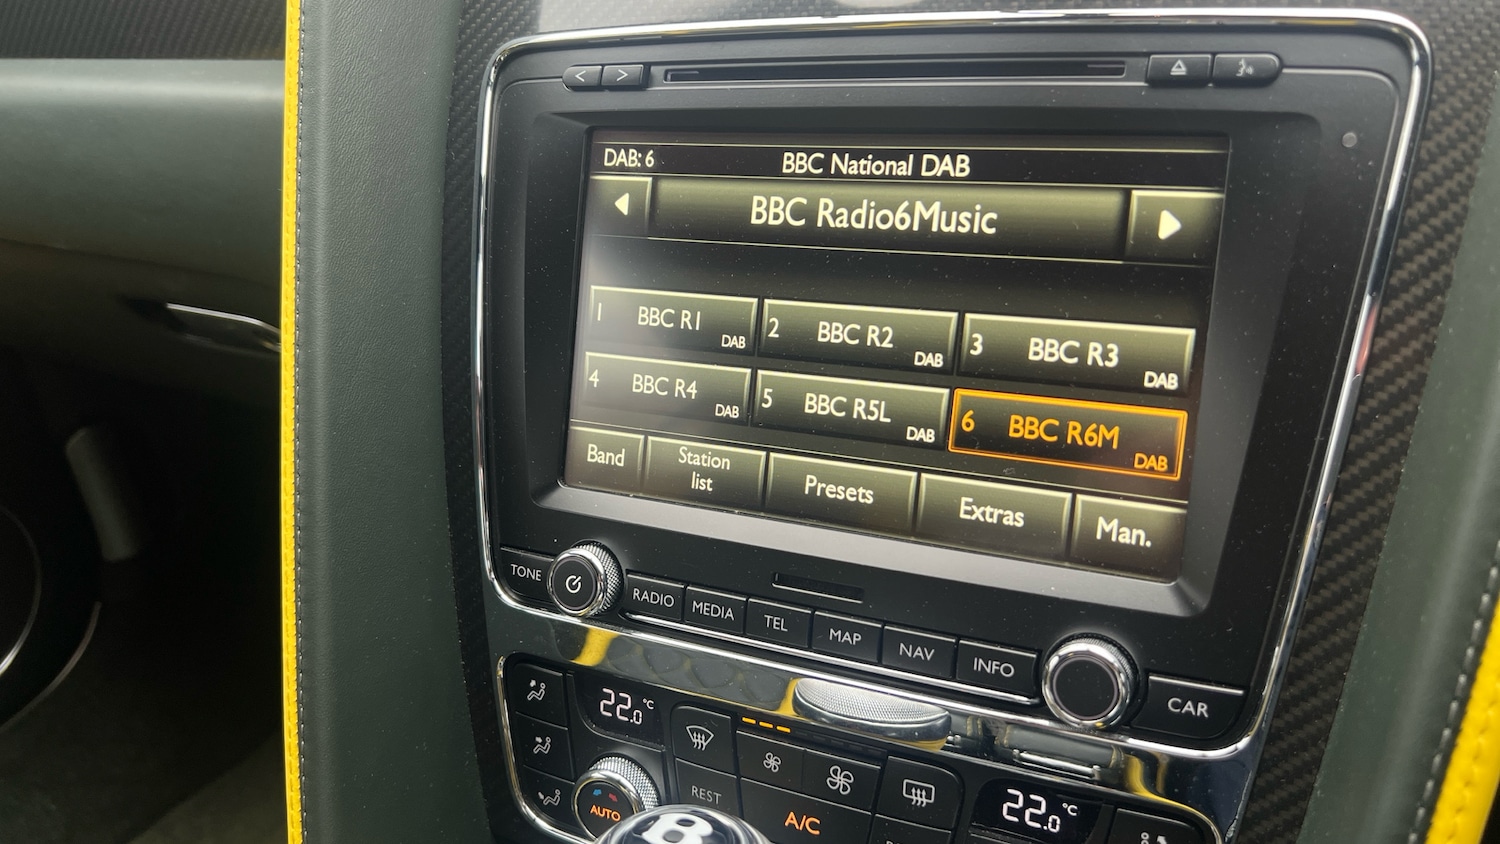 DAB: 6
BBC National DAB
BBC Radio6Music
1 BBC R1 DAB
2 BBC R2 DAB
3 BBC R3 DAB
4 BBC R4 DAB
5 BBC R5L DAB
6 BBC R6M DAB
Band
Station
list
Presets
Extras
Man.
TONE
RADIO
MEDIA
TEL
MAP
NAV
INFO
CAR
22.0 °C
REST
AUTO
A/C
22.0 °C
B